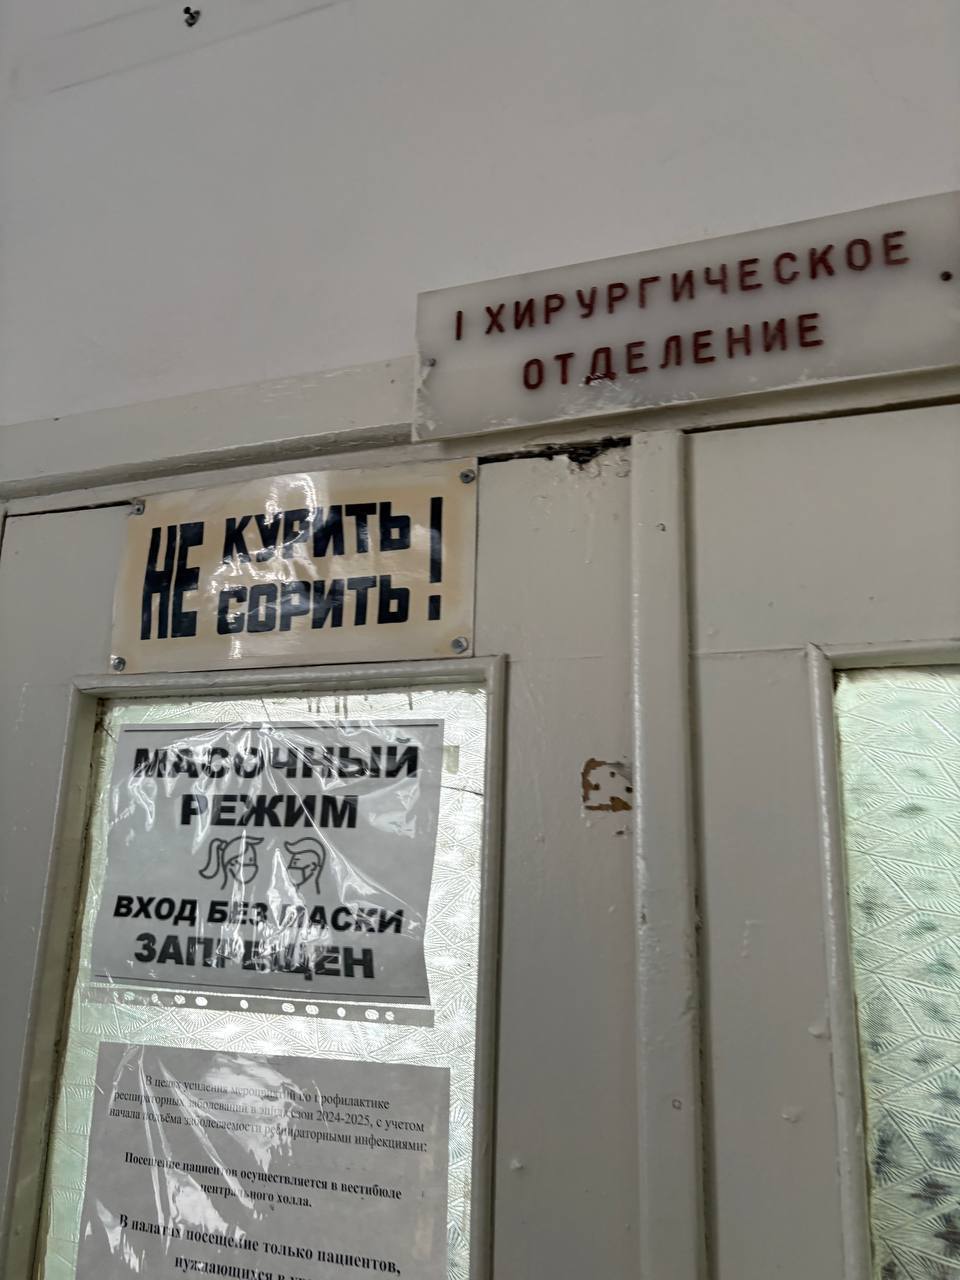 I ХИРУРГИЧЕСКОЕ
ОТДЕЛЕНИЕ
НЕ КУРИТЬ
СОРИТЬ!
МАСОЧНЫЙ
РЕЖИМ
ВХОД БЕЗ МАСКИ
ЗАПРЕЩЕН
В целях усиления мероприятий по профилактике
респираторных заболеваний в эпидсезон 2024-2025, с учетом
начала подъёма заболеваемости респираторными инфекциями:
Посещение пациентов осуществляется в вестибюле
центрального холла.
В палатах посещение только пациентов,
нуждающихся в